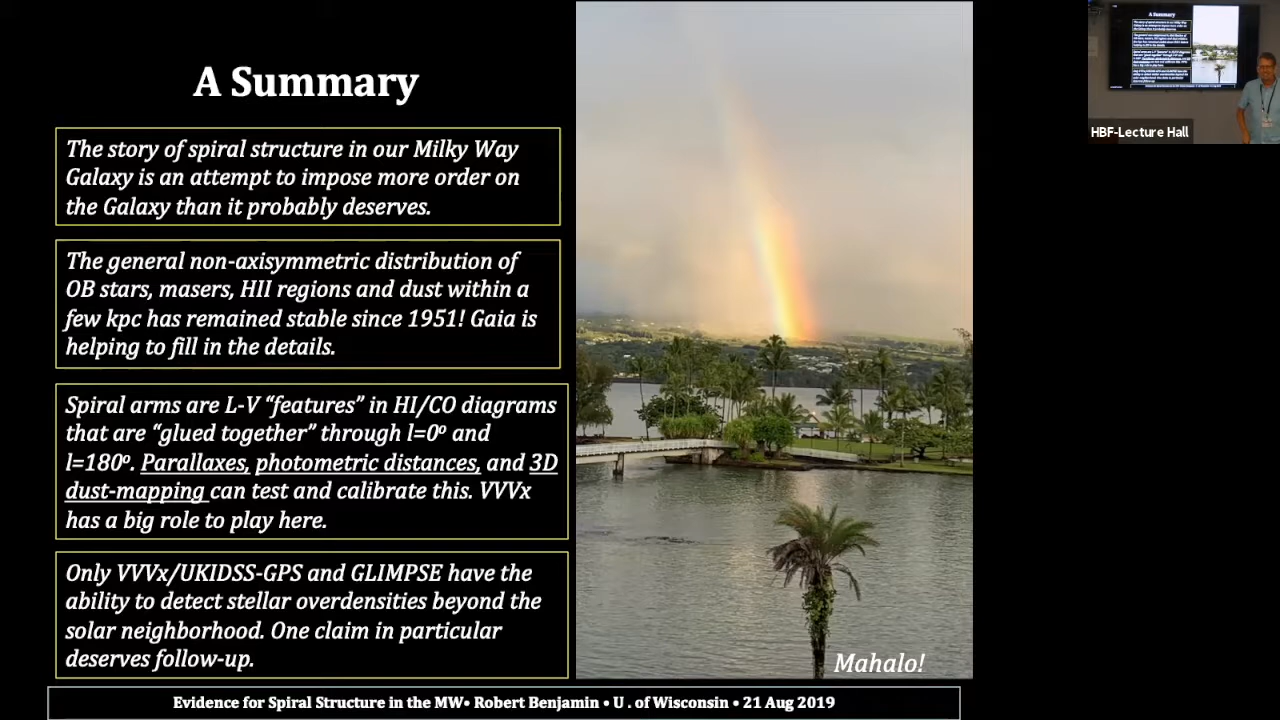 A Summary
The story of spiral structure in our Milky Way
Galaxy is an attempt to impose more order on
the Galaxy than it probably deserves.
The general non-axisymmetric distribution of
OB stars, masers, HII regions and dust within a
few kpc has remained stable since 1951! Gaia is
helping to fill in the details.
Spiral arms are L-V “features” in HI/CO diagrams
that are “glued together” through l=0º and
l=180º. Parallaxes, photometric distances, and 3D
dust-mapping can test and calibrate this. VVVx
has a big role to play here.
Only VVVx/UKIDSS-GPS and GLIMPSE have the
ability to detect stellar overdensities beyond the
solar neighborhood. One claim in particular
deserves follow-up.
Mahalo!
Evidence for Spiral Structure in the MW• Robert Benjamin • U . of Wisconsin • 21 Aug 2019
A Summary
HBF-Lecture Hall